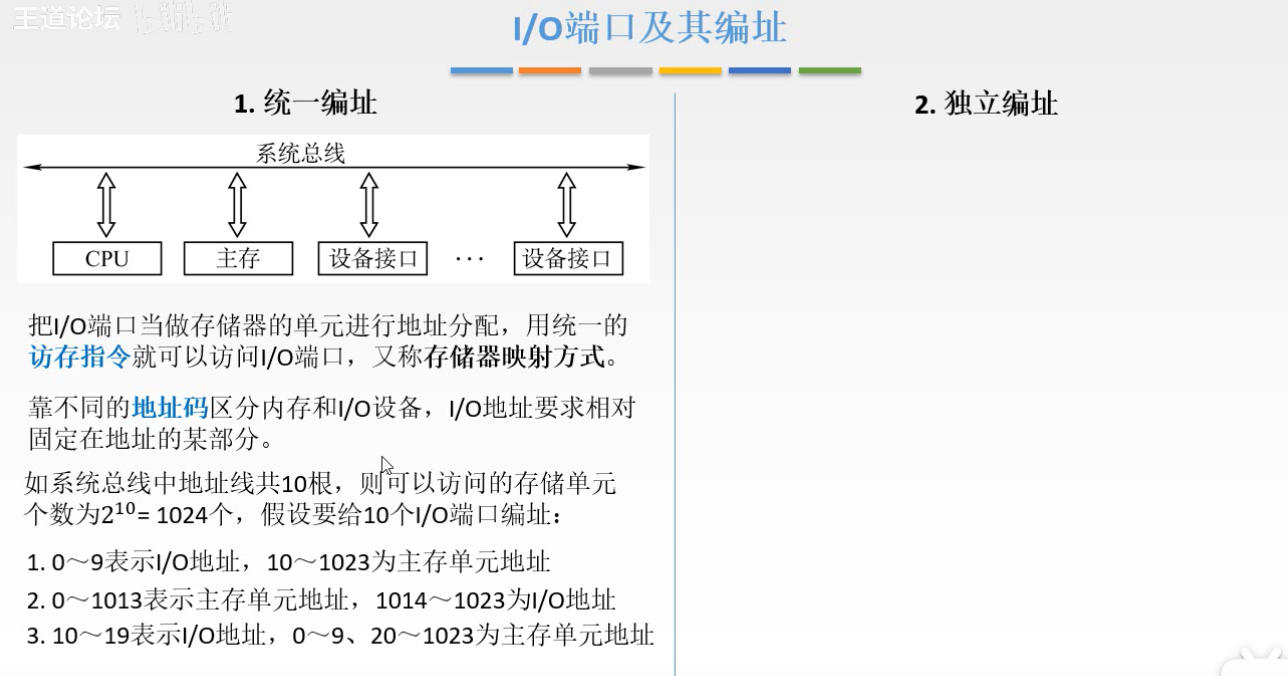 王道论坛
I/O端口及其编址
1. 统一编址
系统总线
CPU
主存
设备接口
···
设备接口
把I/O端口当做存储器的单元进行地址分配，用统一的
访存指令就可以访问I/O端口，又称存储器映射方式。
靠不同的地址码区分内存和I/O设备，I/O地址要求相对
固定在地址的某部分。
如系统总线中地址线共10根，则可以访问的存储单元
个数为2¹⁰= 1024个，假设要给10个I/O端口编址：
1. 0～9表示I/O地址，10～1023为主存单元地址
2. 0～1013表示主存单元地址，1014～1023为I/O地址
3. 10～19表示I/O地址，0～9、20～1023为主存单元地址
2. 独立编址